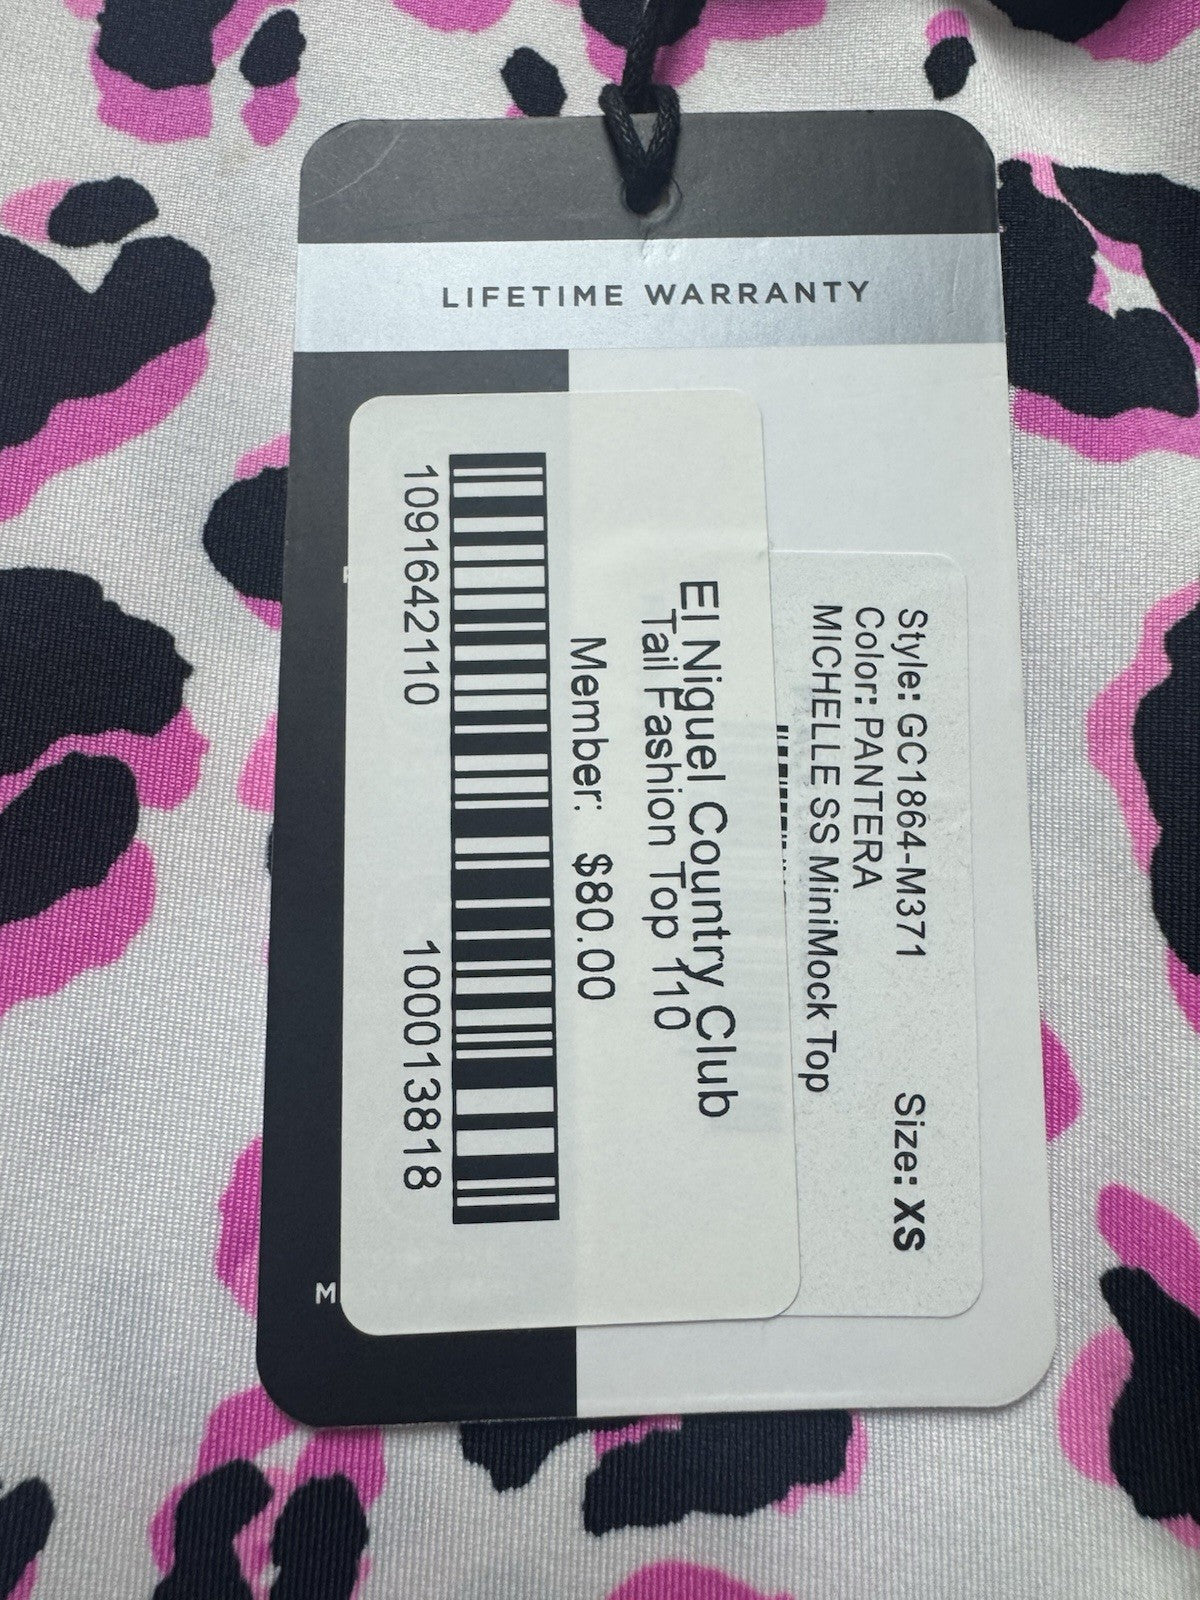 LIFETIME WARRANTY
Style: GC1864-M371 Size: XS
Color: PANTERA
MICHELLE SS MiniMock Top
El Niguel Country Club
Tail Fashion Top 110
Member: $80.00
1091642110 100013818
M